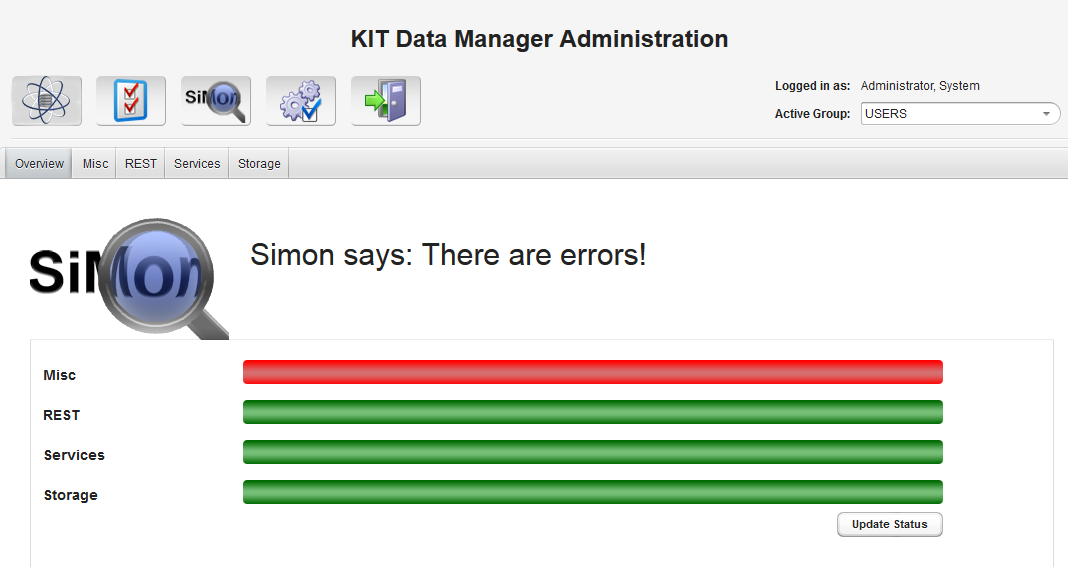 KIT Data Manager Administration
SiMon
Logged in as: Administrator, System
Active Group: USERS
Overview Misc REST Services Storage
SiMon
Simon says: There are errors!
Misc
REST
Services
Storage
Update Status